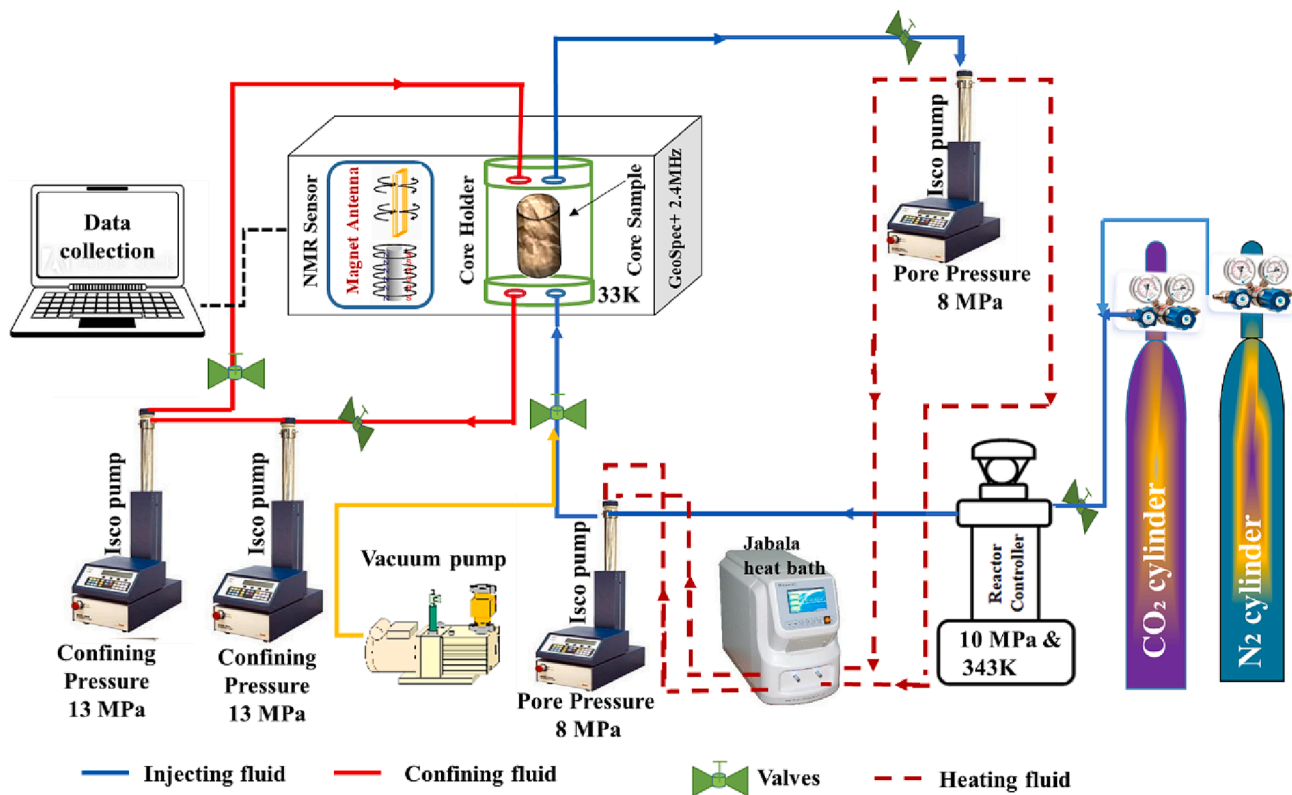 Isco pump
Pore Pressure
8 MPa
Data
collection
NMR Sensor
Magnet Antenna
Core Holder
Core Sample
GeoSpec+ 2.4MHz
33K
Isco pump
Confining
Pressure
13 MPa
Isco pump
Confining
Pressure
13 MPa
Vacuum pump
Isco pump
Pore Pressure
8 MPa
Jabala
heat bath
Reactor
Controller
10 MPa &
343K
CO₂ cylinder
N₂ cylinder
Injecting fluid
Confining fluid
Valves
Heating fluid